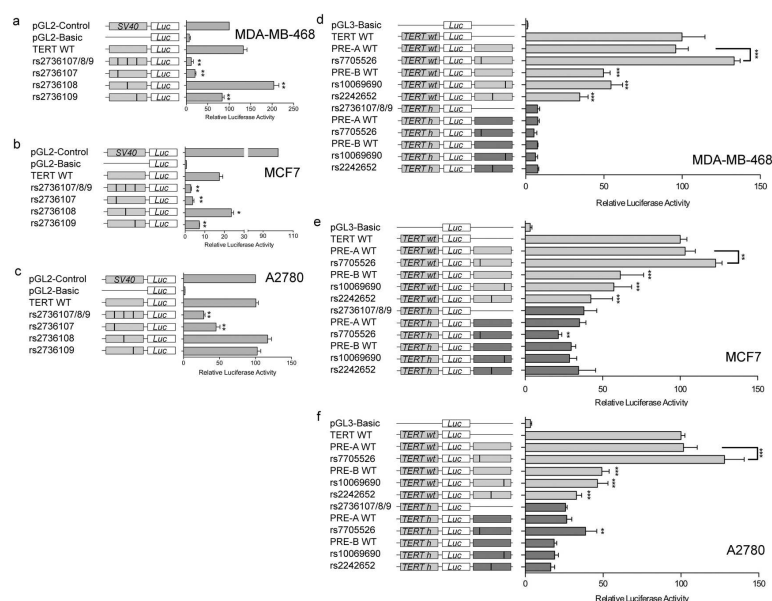 a
MDA-MB-468
pGL2-Control SV40 Luc
pGL2-Basic Luc
TERT WT Luc
rs2736107/8/9 Luc **
rs2736107 Luc **
rs2736108 Luc **
rs2736109 Luc **
0 50 100 150 200 250
Relative Luciferase Activity
b
MCF7
pGL2-Control SV40 Luc
pGL2-Basic Luc
TERT WT Luc
rs2736107/8/9 Luc **
rs2736107 Luc **
rs2736108 Luc *
rs2736109 Luc **
0 10 20 30 100 110
Relative Luciferase Activity
c
A2780
pGL2-Control SV40 Luc
pGL2-Basic Luc
TERT WT Luc
rs2736107/8/9 Luc **
rs2736107 Luc **
rs2736108 Luc
rs2736109 Luc
0 50 100 150
Relative Luciferase Activity
d
pGL3-Basic Luc
TERT WT TERT wt Luc
PRE-A WT TERT wt Luc
rs7705526 TERT wt Luc ***
PRE-B WT TERT wt Luc ***
rs10069690 TERT wt Luc ***
rs2242652 TERT wt Luc ***
rs2736107/8/9 TERT h Luc
PRE-A WT TERT h Luc
rs7705526 TERT h Luc
PRE-B WT TERT h Luc
rs10069690 TERT h Luc
rs2242652 TERT h Luc
MDA-MB-468
0 50 100 150
Relative Luciferase Activity
e
pGL3-Basic Luc
TERT WT TERT wt Luc
PRE-A WT TERT wt Luc
rs7705526 TERT wt Luc **
PRE-B WT TERT wt Luc ***
rs10069690 TERT wt Luc ***
rs2242652 TERT wt Luc ***
rs2736107/8/9 TERT h Luc
PRE-A WT TERT h Luc
rs7705526 TERT h Luc **
PRE-B WT TERT h Luc
rs10069690 TERT h Luc
rs2242652 TERT h Luc
MCF7
0 50 100 150
Relative Luciferase Activity
f
pGL3-Basic Luc
TERT WT TERT wt Luc
PRE-A WT TERT wt Luc
rs7705526 TERT wt Luc ***
PRE-B WT TERT wt Luc ***
rs10069690 TERT wt Luc ***
rs2242652 TERT wt Luc ***
rs2736107/8/9 TERT h Luc
PRE-A WT TERT h Luc
rs7705526 TERT h Luc **
PRE-B WT TERT h Luc
rs10069690 TERT h Luc
rs2242652 TERT h Luc
A2780
0 50 100 150
Relative Luciferase Activity